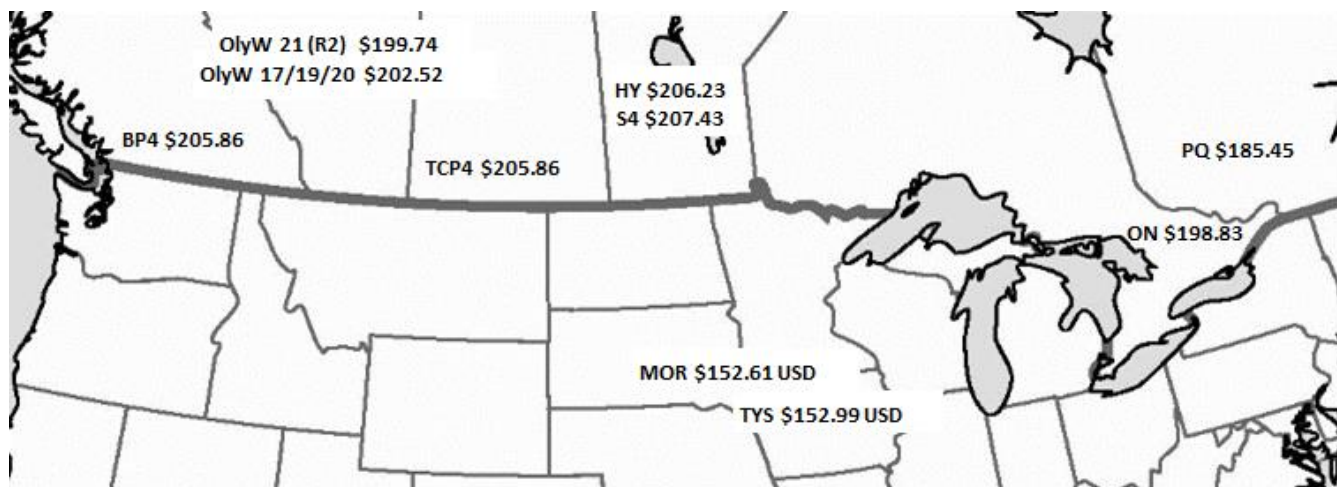 OlyW 21 (R2) $199.74
OlyW 17/19/20 $202.52
HY $206.23
S4 $207.43
BP4 $205.86
TCP4 $205.86
PQ $185.45
ON $198.83
MOR $152.61 USD
TYS $152.99 USD